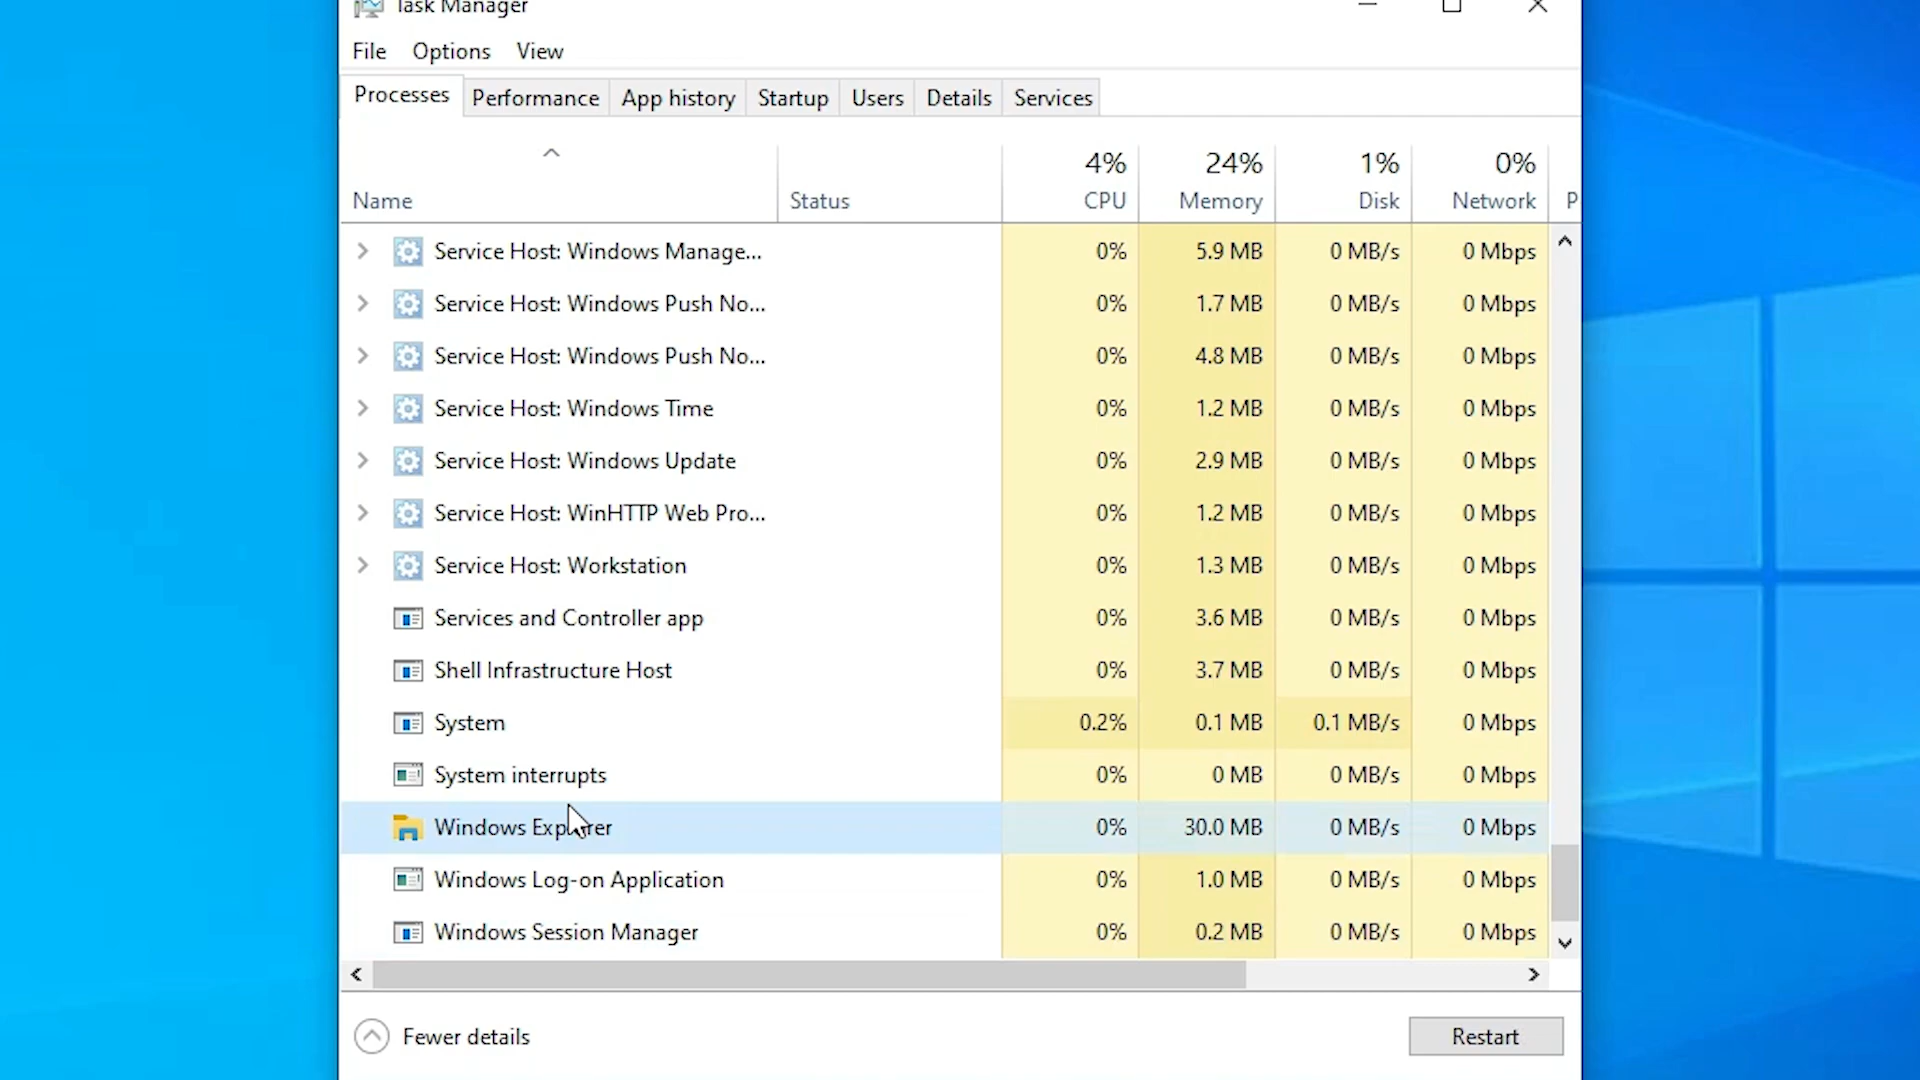 Task Manager
File Options View
Processes Performance App history Startup Users Details Services
4% 24% 1% 0%
Name Status CPU Memory Disk Network P
Service Host: Windows Manage... 0% 5.9 MB 0 MB/s 0 Mbps
Service Host: Windows Push No... 0% 1.7 MB 0 MB/s 0 Mbps
Service Host: Windows Push No... 0% 4.8 MB 0 MB/s 0 Mbps
Service Host: Windows Time 0% 1.2 MB 0 MB/s 0 Mbps
Service Host: Windows Update 0% 2.9 MB 0 MB/s 0 Mbps
Service Host: WinHTTP Web Pro... 0% 1.2 MB 0 MB/s 0 Mbps
Service Host: Workstation 0% 1.3 MB 0 MB/s 0 Mbps
Services and Controller app 0% 3.6 MB 0 MB/s 0 Mbps
Shell Infrastructure Host 0% 3.7 MB 0 MB/s 0 Mbps
System 0.2% 0.1 MB 0.1 MB/s 0 Mbps
System interrupts 0% 0 MB 0 MB/s 0 Mbps
Windows Explorer 0% 30.0 MB 0 MB/s 0 Mbps
Windows Log-on Application 0% 1.0 MB 0 MB/s 0 Mbps
Windows Session Manager 0% 0.2 MB 0 MB/s 0 Mbps
Fewer details Restart